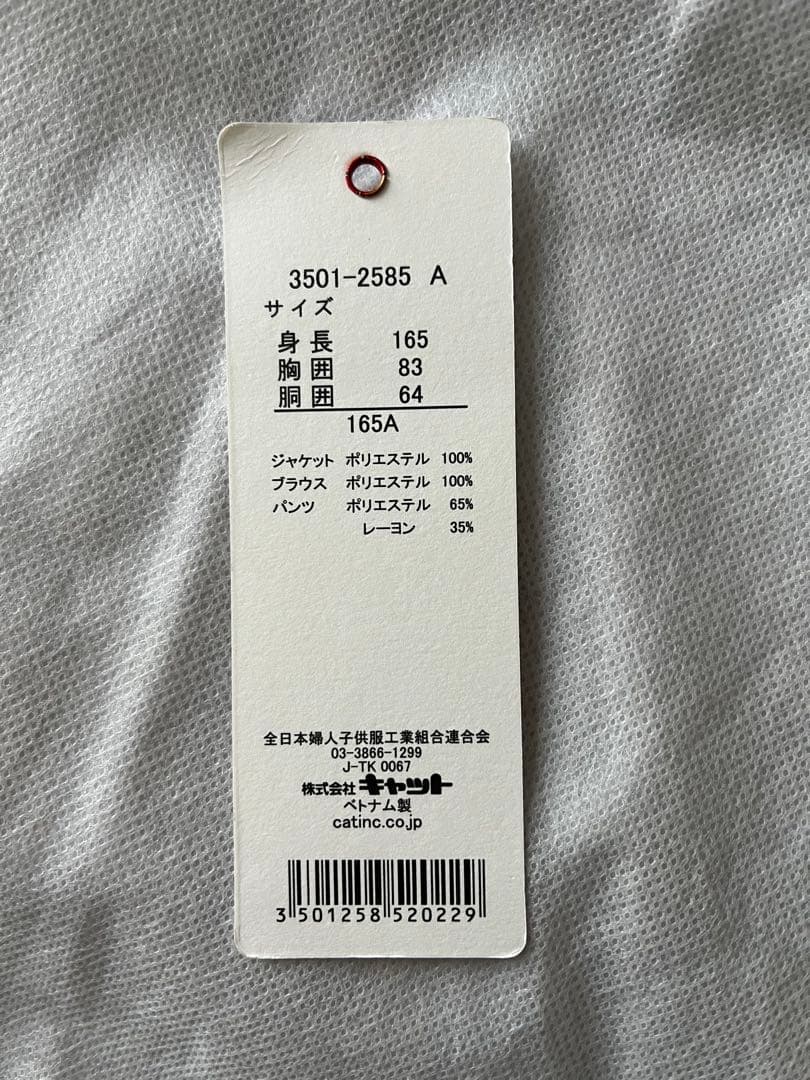 3501-2585 A
サイズ
身長 165
胸囲 83
胴囲 64
165A
ジャケット ポリエステル 100%
ブラウス ポリエステル 100%
パンツ ポリエステル 65%
レーヨン 35%
全日本婦人子供服工業組合連合会
03-3866-1299
J-TK 0067
株式会社 キャット
ベトナム製
catinc.co.jp
3 501258 520229